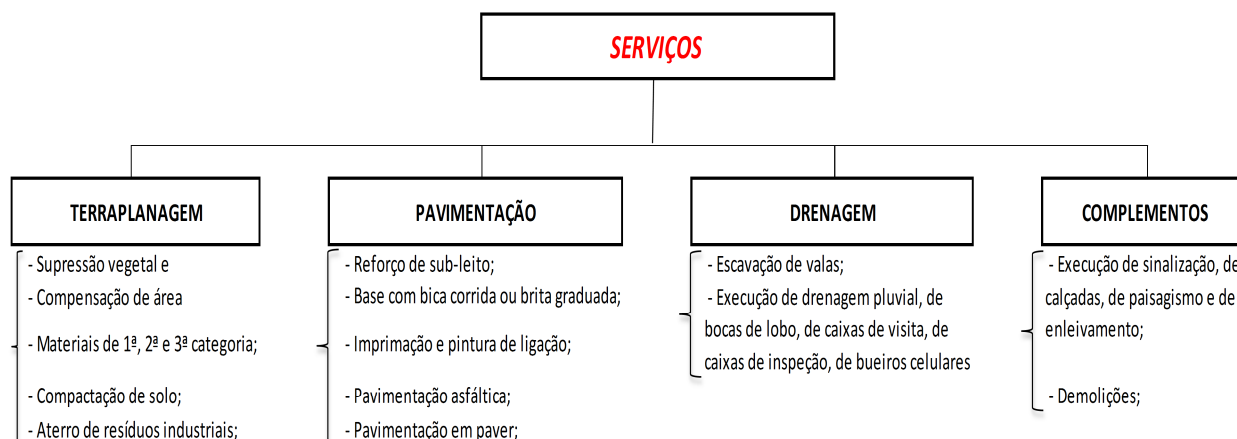 SERVIÇOS
TERRAPLANAGEM
- Supressão vegetal e
- Compensação de área
- Materiais de 1ª, 2ª e 3ª categoria;
- Compactação de solo;
- Aterro de resíduos industriais;
PAVIMENTAÇÃO
- Reforço de sub-leito;
- Base com bica corrida ou brita graduada;
- Imprimação e pintura de ligação;
- Pavimentação asfáltica;
- Pavimentação em paver;
DRENAGEM
- Escavação de valas;
- Execução de drenagem pluvial, de
bocas de lobo, de caixas de visita, de
caixas de inspeção, de bueiros celulares
COMPLEMENTOS
- Execução de sinalização, de
calçadas, de paisagismo e de
enleivamento;
- Demolições;